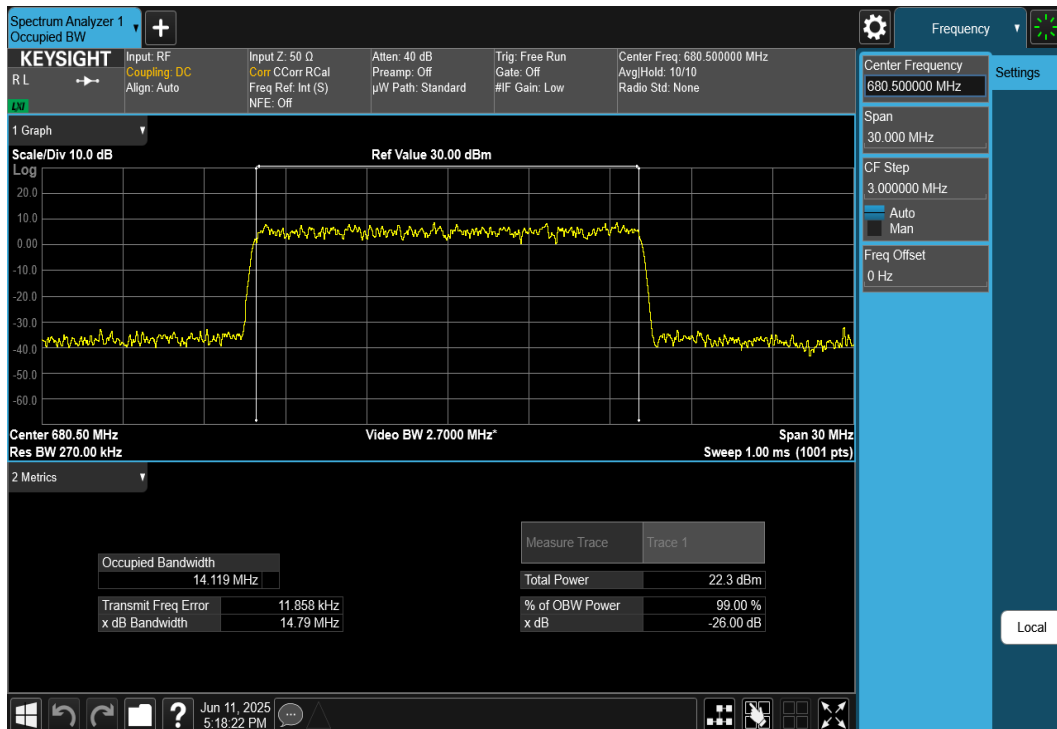 Spectrum Analyzer 1
Occupied BW
Frequency
KEYSIGHT
R L
LXI
Input: RF
Coupling: DC
Align: Auto
Input Z: 50 Ω
Corr CCorr RCal
Freq Ref: Int (S)
NFE: Off
Atten: 40 dB
Preamp: Off
µW Path: Standard
Trig: Free Run
Gate: Off
#IF Gain: Low
Center Freq: 680.500000 MHz
Avg|Hold: 10/10
Radio Std: None
Center Frequency
680.500000 MHz
Settings
Span
30.000 MHz
CF Step
3.000000 MHz
Auto
Man
Freq Offset
0 Hz
1 Graph
Scale/Div 10.0 dB
Ref Value 30.00 dBm
Log
20.0
10.0
0.00
-10.0
-20.0
-30.0
-40.0
-50.0
-60.0
Center 680.50 MHz
Video BW 2.7000 MHz*
Span 30 MHz
Res BW 270.00 kHz
Sweep 1.00 ms (1001 pts)
2 Metrics
Measure Trace
Trace 1
Occupied Bandwidth
14.119 MHz
Total Power
22.3 dBm
Transmit Freq Error
11.858 kHz
% of OBW Power
99.00 %
x dB Bandwidth
14.79 MHz
x dB
-26.00 dB
Local
?
Jun 11, 2025
5:18:22 PM